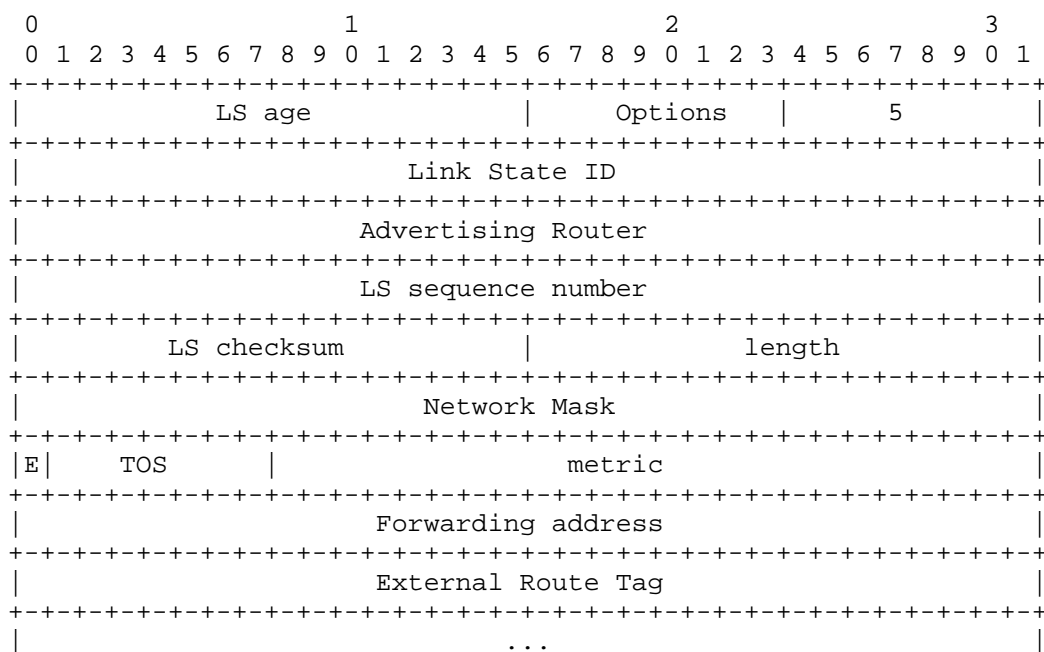 0                   1                   2                   3
 0 1 2 3 4 5 6 7 8 9 0 1 2 3 4 5 6 7 8 9 0 1 2 3 4 5 6 7 8 9 0 1
+-+-+-+-+-+-+-+-+-+-+-+-+-+-+-+-+-+-+-+-+-+-+-+-+-+-+-+-+-+-+-+-+
|            LS age             |     Options   |      5        |
+-+-+-+-+-+-+-+-+-+-+-+-+-+-+-+-+-+-+-+-+-+-+-+-+-+-+-+-+-+-+-+-+
|                        Link State ID                          |
+-+-+-+-+-+-+-+-+-+-+-+-+-+-+-+-+-+-+-+-+-+-+-+-+-+-+-+-+-+-+-+-+
|                     Advertising Router                        |
+-+-+-+-+-+-+-+-+-+-+-+-+-+-+-+-+-+-+-+-+-+-+-+-+-+-+-+-+-+-+-+-+
|                     LS sequence number                        |
+-+-+-+-+-+-+-+-+-+-+-+-+-+-+-+-+-+-+-+-+-+-+-+-+-+-+-+-+-+-+-+-+
|         LS checksum           |             length            |
+-+-+-+-+-+-+-+-+-+-+-+-+-+-+-+-+-+-+-+-+-+-+-+-+-+-+-+-+-+-+-+-+
|                         Network Mask                          |
+-+-+-+-+-+-+-+-+-+-+-+-+-+-+-+-+-+-+-+-+-+-+-+-+-+-+-+-+-+-+-+-+
|E|    TOS      |                  metric                       |
+-+-+-+-+-+-+-+-+-+-+-+-+-+-+-+-+-+-+-+-+-+-+-+-+-+-+-+-+-+-+-+-+
|                      Forwarding address                       |
+-+-+-+-+-+-+-+-+-+-+-+-+-+-+-+-+-+-+-+-+-+-+-+-+-+-+-+-+-+-+-+-+
|                      External Route Tag                       |
+-+-+-+-+-+-+-+-+-+-+-+-+-+-+-+-+-+-+-+-+-+-+-+-+-+-+-+-+-+-+-+-+
|                              ...                              |